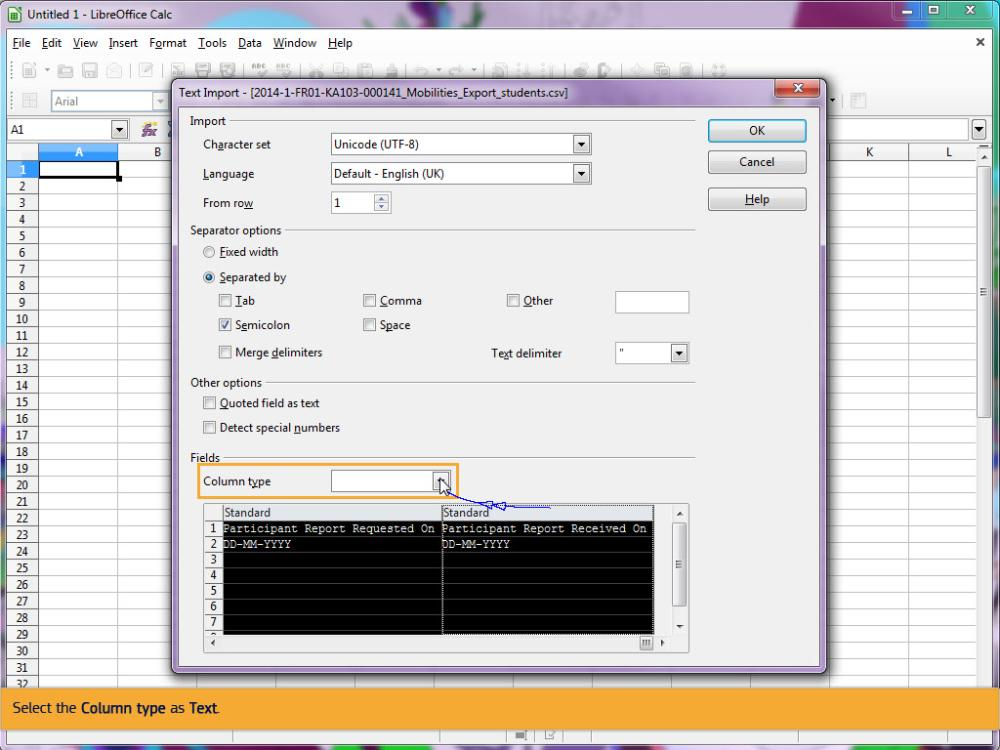 Untitled 1 - LibreOffice Calc
File Edit View Insert Format Tools Data Window Help
Arial
A1
A B K L
Text Import - [2014-1-FR01-KA103-000141_Mobilities_Export_students.csv]
Import
Character set Unicode (UTF-8)
Language Default - English (UK)
From row 1
OK
Cancel
Help
Separator options
Fixed width
Separated by
Tab Comma Other
Semicolon Space
Merge delimiters Text delimiter "
Other options
Quoted field as text
Detect special numbers
Fields
Column type
Standard Standard
1 Participant Report Requested On Participant Report Received On
2 DD-MM-YYYY DD-MM-YYYY
3
4
5
6
7
1
2
3
4
5
6
7
8
9
10
11
12
13
14
15
16
17
18
19
20
21
22
23
24
25
26
27
28
29
30
31
32
Select the Column type as Text.